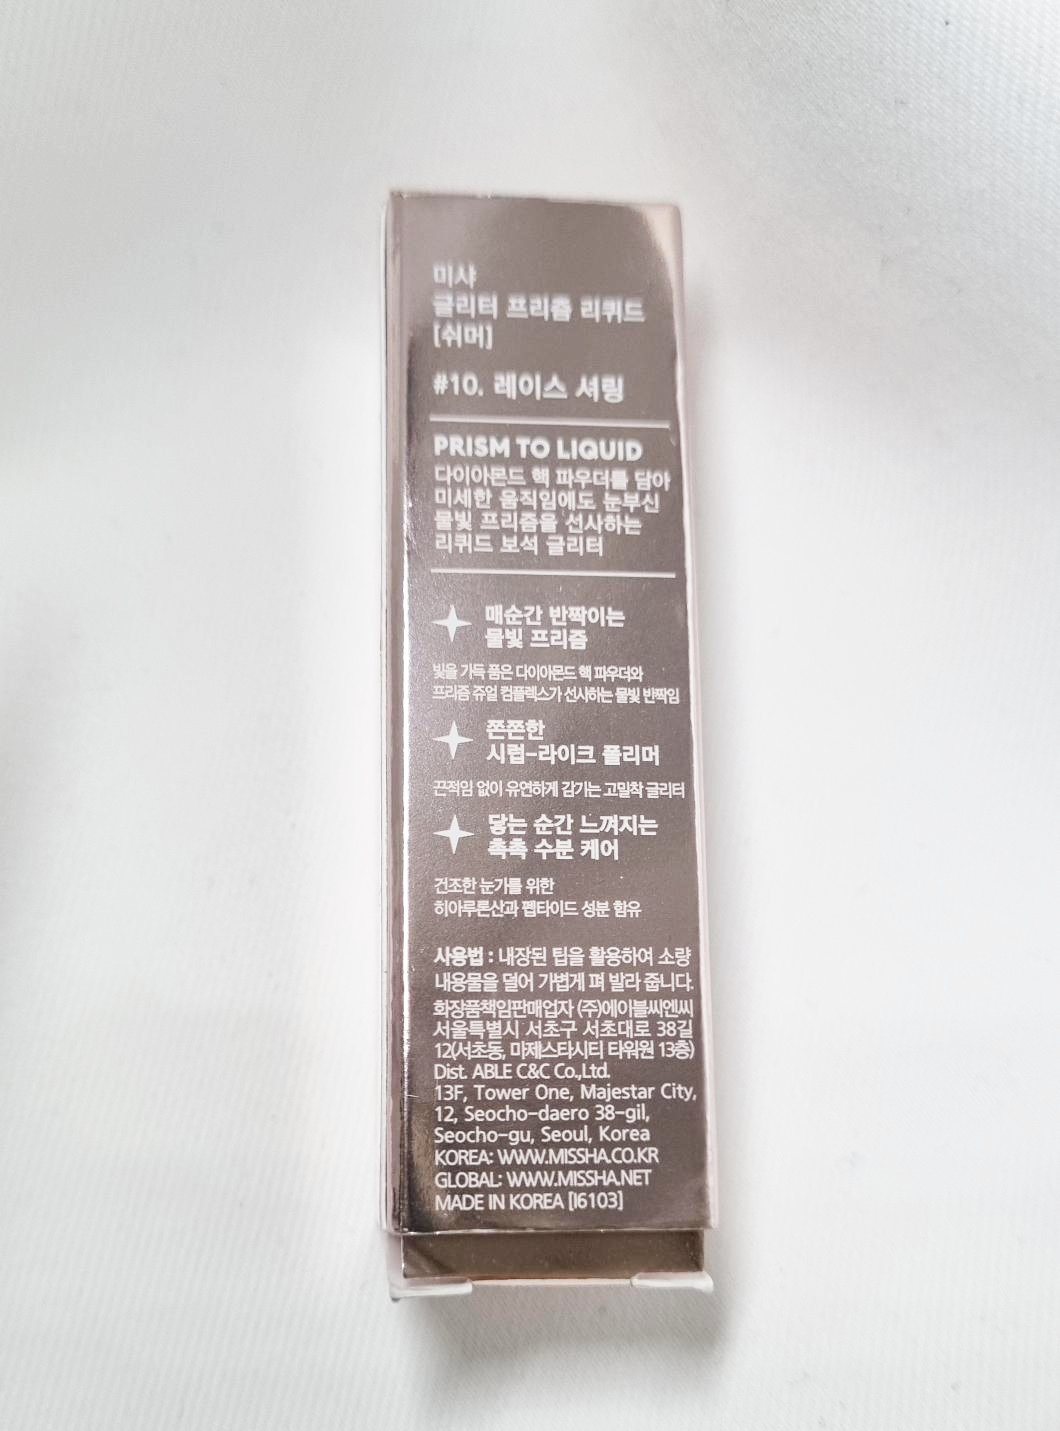 미샤
글리터 프리즘 리퀴드
[쉬머]
#10. 레이스 셔링
PRISM TO LIQUID
다이아몬드 핵 파우더를 담아
미세한 움직임에도 눈부신
물빛 프리즘을 선사하는
리퀴드 보석 글리터
매순간 반짝이는
물빛 프리즘
빛을 가득 품은 다이아몬드 핵 파우더와
프리즘 쥬얼 컴플렉스가 선사하는 물빛 반짝임
쫀쫀한
시럽-라이크 폴리머
끈적임 없이 유연하게 감기는 고밀착 글리터
닿는 순간 느껴지는
촉촉 수분 케어
건조한 눈가를 위한
히아루론산과 펩타이드 성분 함유
사용법 : 내장된 팁을 활용하여 소량
내용물을 덜어 가볍게 펴 발라 줍니다.
화장품책임판매업자 (주)에이블씨엔씨
서울특별시 서초구 서초대로 38길
12(서초동, 마제스타시티 타워원 13층)
Dist. ABLE C&C Co.,Ltd.
13F, Tower One, Majestar City,
12, Seocho-daero 38-gil,
Seocho-gu, Seoul, Korea
KOREA: WWW.MISSHA.CO.KR
GLOBAL: WWW.MISSHA.NET
MADE IN KOREA [I6103]